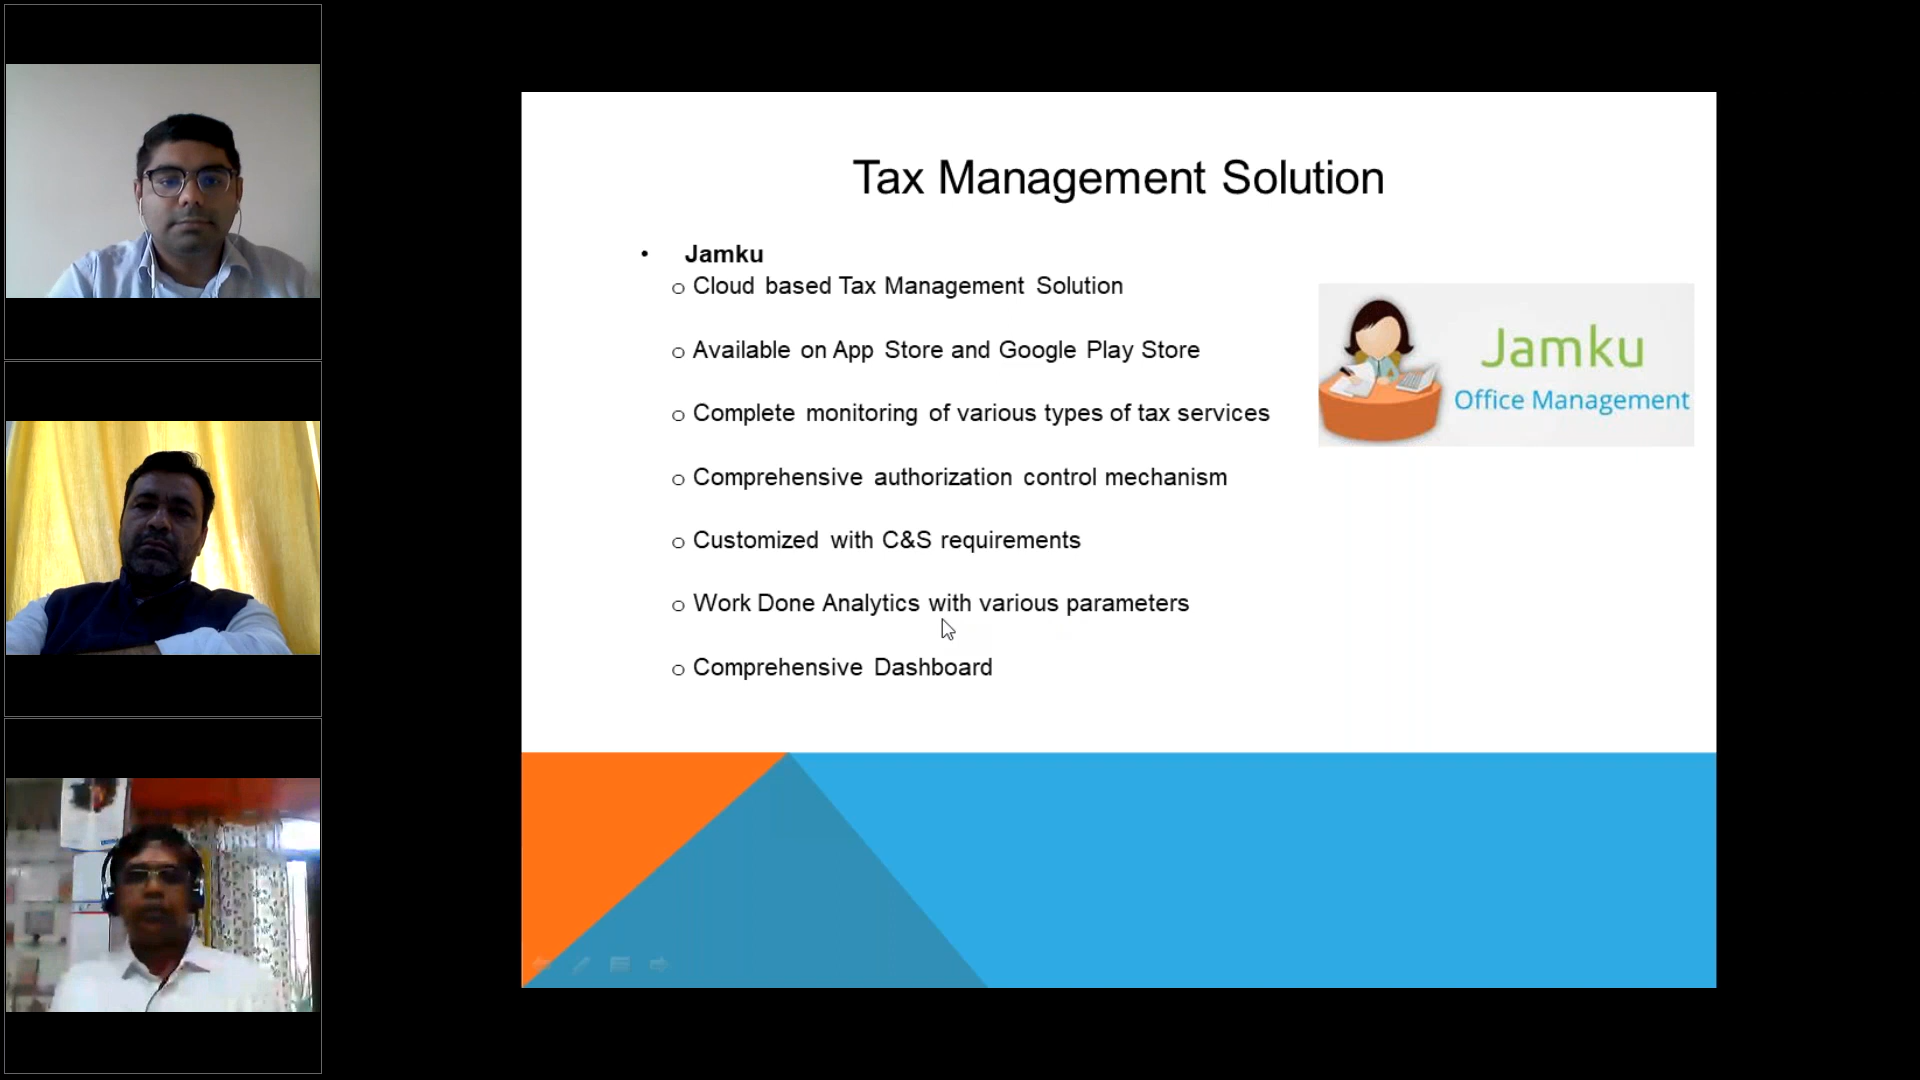 Tax Management Solution
• Jamku
o Cloud based Tax Management Solution
o Available on App Store and Google Play Store
o Complete monitoring of various types of tax services
o Comprehensive authorization control mechanism
o Customized with C&S requirements
o Work Done Analytics with various parameters
o Comprehensive Dashboard
Jamku
Office Management